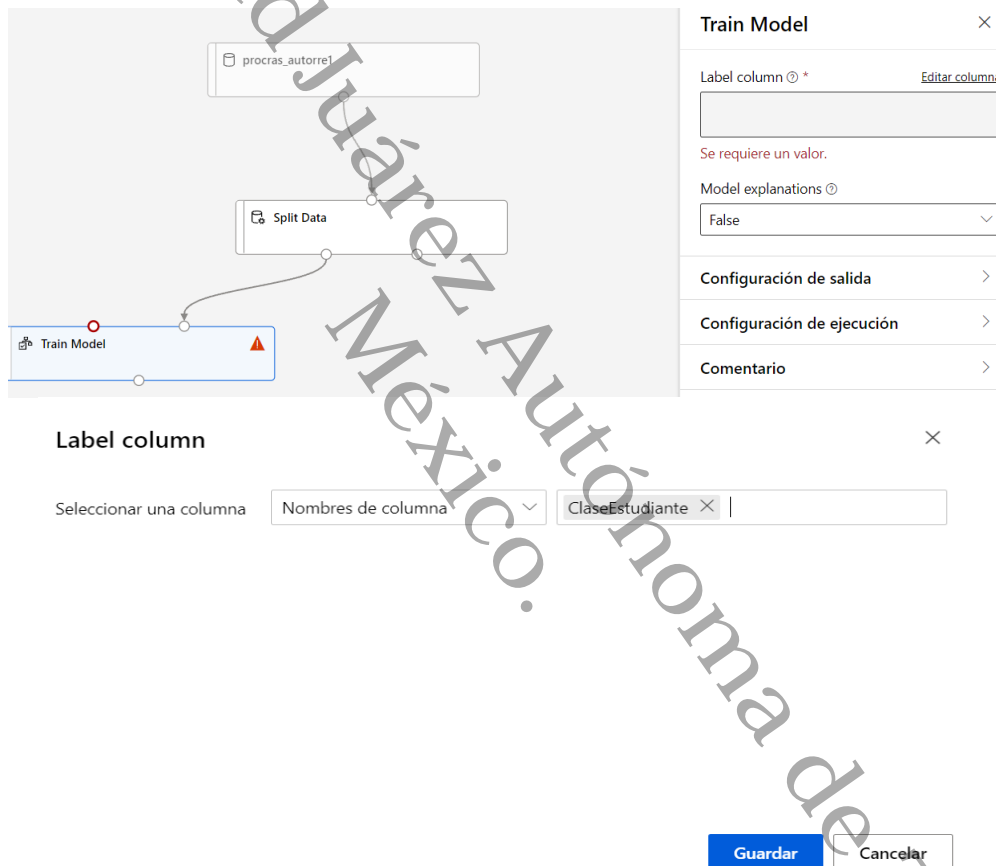 Train Model
procras_autorre1
Label column *
Editar columna
Se requiere un valor.
Split Data
Model explanations
False
Configuración de salida
Configuración de ejecución
Train Model
Comentario
Label column
Seleccionar una columna
Nombres de columna
ClaseEstudiante
Guardar
Cancelar
d Juárez Autónoma de
México.